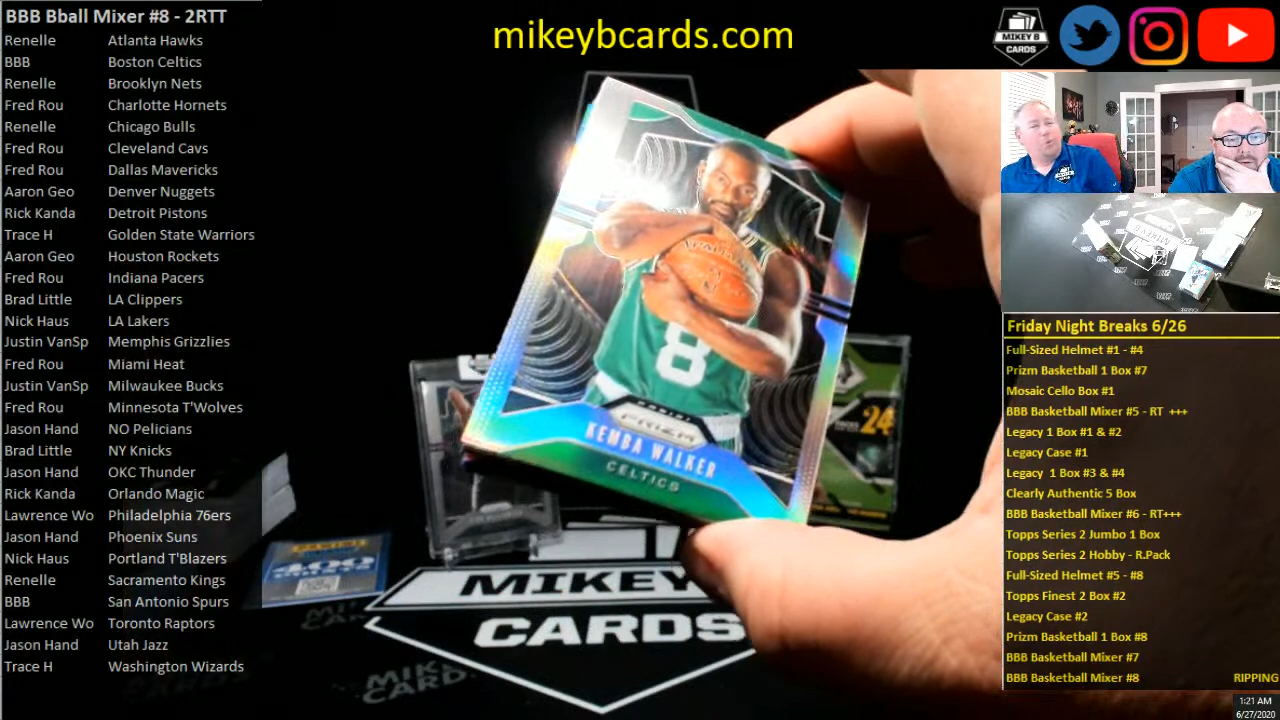 BBB Bball Mixer #8 - 2RTT
Renelle Atlanta Hawks
BBB Boston Celtics
Renelle Brooklyn Nets
Fred Rou Charlotte Hornets
Renelle Chicago Bulls
Fred Rou Cleveland Cavs
Fred Rou Dallas Mavericks
Aaron Geo Denver Nuggets
Rick Kanda Detroit Pistons
Trace H Golden State Warriors
Aaron Geo Houston Rockets
Fred Rou Indiana Pacers
Brad Little LA Clippers
Nick Haus LA Lakers
Justin VanSp Memphis Grizzlies
Fred Rou Miami Heat
Justin VanSp Milwaukee Bucks
Fred Rou Minnesota T'Wolves
Jason Hand NO Pelicians
Brad Little NY Knicks
Jason Hand OKC Thunder
Rick Kanda Orlando Magic
Lawrence Wo Philadelphia 76ers
Jason Hand Phoenix Suns
Nick Haus Portland T'Blazers
Renelle Sacramento Kings
BBB San Antonio Spurs
Lawrence Wo Toronto Raptors
Jason Hand Utah Jazz
Trace H Washington Wizards
mikeybcards.com
8
PANINI
PRIZM
KEMBA WALKER
CELTICS
24
PANINI
MIKEY
CARDS
MIKEY B
CARDS
Friday Night Breaks 6/26
Full-Sized Helmet #1 - #4
Prizm Basketball 1 Box #7
Mosaic Cello Box #1
BBB Basketball Mixer #5 - RT +++
Legacy 1 Box #1 & #2
Legacy Case #1
Legacy 1 Box #3 & #4
Clearly Authentic 5 Box
BBB Basketball Mixer #6 - RT+++
Topps Series 2 Jumbo 1 Box
Topps Series 2 Hobby - R.Pack
Full-Sized Helmet #5 - #8
Topps Finest 2 Box #2
Legacy Case #2
Prizm Basketball 1 Box #8
BBB Basketball Mixer #7
BBB Basketball Mixer #8 RIPPING
1:21 AM
6/27/2020